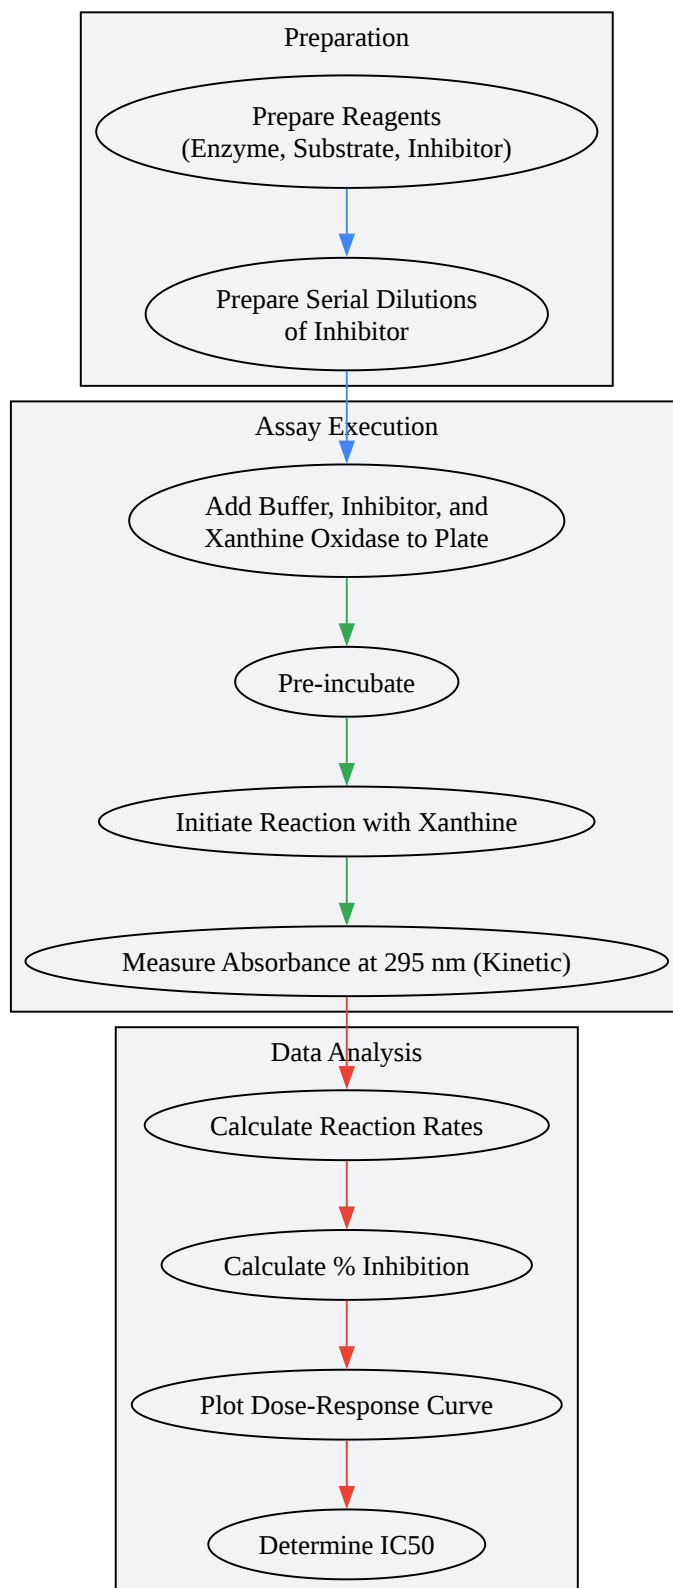 Preparation
Prepare Reagents
(Enzyme, Substrate, Inhibitor)
Prepare Serial Dilutions
of Inhibitor
Assay Execution
Add Buffer, Inhibitor, and
Xanthine Oxidase to Plate
Pre-incubate
Initiate Reaction with Xanthine
Measure Absorbance at 295 nm (Kinetic)
Data Analysis
Calculate Reaction Rates
Calculate % Inhibition
Plot Dose-Response Curve
Determine IC50